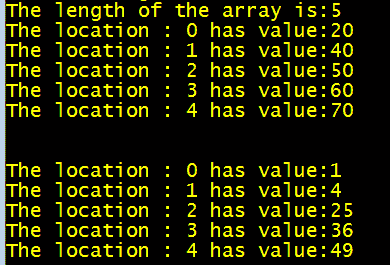 The length of the array is:5
The location : 0 has value:20
The location : 1 has value:40
The location : 2 has value:50
The location : 3 has value:60
The location : 4 has value:70
The location : 0 has value:1
The location : 1 has value:4
The location : 2 has value:25
The location : 3 has value:36
The location : 4 has value:49